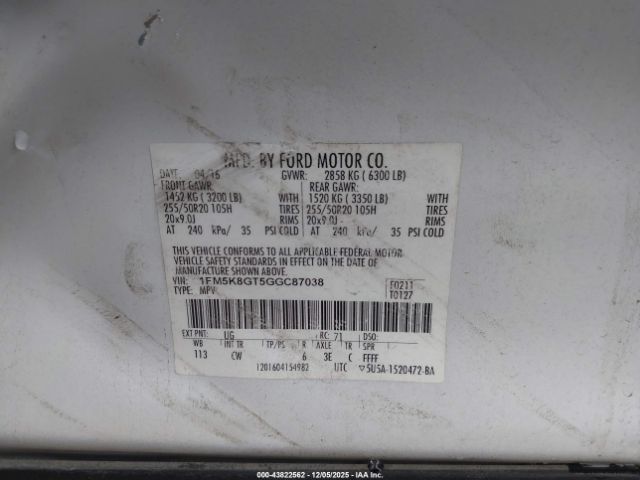 MFD. BY FORD MOTOR CO.
DATE: 04/16 GVWR: 2858 KG ( 6300 LB)
FRONT GAWR: REAR GAWR:
1452 KG ( 3200 LB) WITH 1520 KG ( 3350 LB) WITH
255/50R20 105H TIRES 255/50R20 105H TIRES
20x9.0J RIMS 20x9.0J RIMS
AT 240 kPa/ 35 PSI COLD AT 240 kPa/ 35 PSI COLD
THIS VEHICLE CONFORMS TO ALL APPLICABLE FEDERAL MOTOR
VEHICLE SAFETY STANDARDS IN EFFECT ON THE DATE OF
MANUFACTURE SHOWN ABOVE.
VIN: 1FM5K8GT5GGC87038 F0211
TYPE: MPV T0127
EXT PNT: UG RC: 71 DSO:
WB INT TR TP/PS R AXLE TR SPR
113 CW 6 3E C FFFF
1201604154982 UTC ▽5U5A-1520472-BA
000-43822562 - 12/05/2025 - IAAI.COM